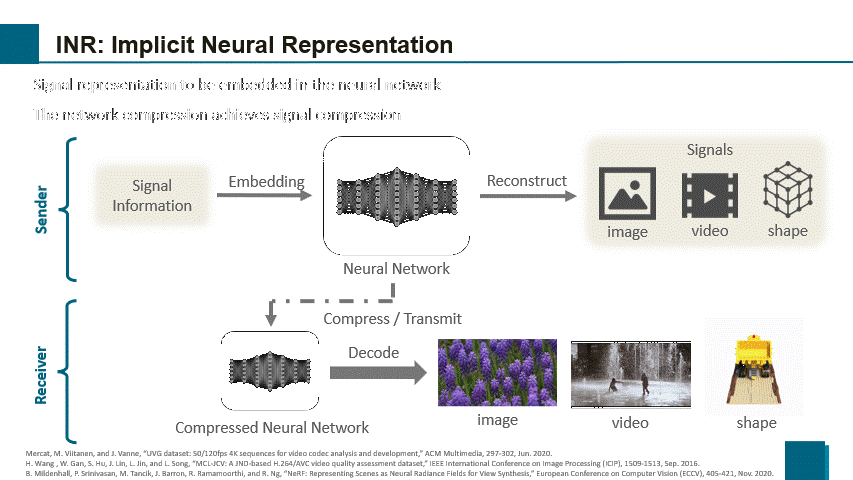 INR: Implicit Neural Representation
Signal representation to be embedded in the neural network
The network compression achieves signal compression
Sender
Signal
Information
Embedding
Neural Network
Reconstruct
Signals
image
video
shape
Compress / Transmit
Receiver
Compressed Neural Network
Decode
image
video
shape
Mercat, M. Viitanen, and J. Vanne, “UVG dataset: 50/120fps 4K sequences for video codec analysis and development,” ACM Multimedia, 297-302, Jun. 2020.
H. Wang , W. Gan, S. Hu, J. Lin, L. Jin, and L. Song, “MCL-JCV: A JND-based H.264/AVC video quality assessment dataset,” IEEE International Conference on Image Processing (ICIP), 1509-1513, Sep. 2016.
B. Mildenhall, P. Srinivasan, M. Tancik, J. Barron, R. Ramamoorthi, and R. Ng, “NeRF: Representing Scenes as Neural Radiance Fields for View Synthesis,” European Conference on Computer Vision (ECCV), 405-421, Nov. 2020.